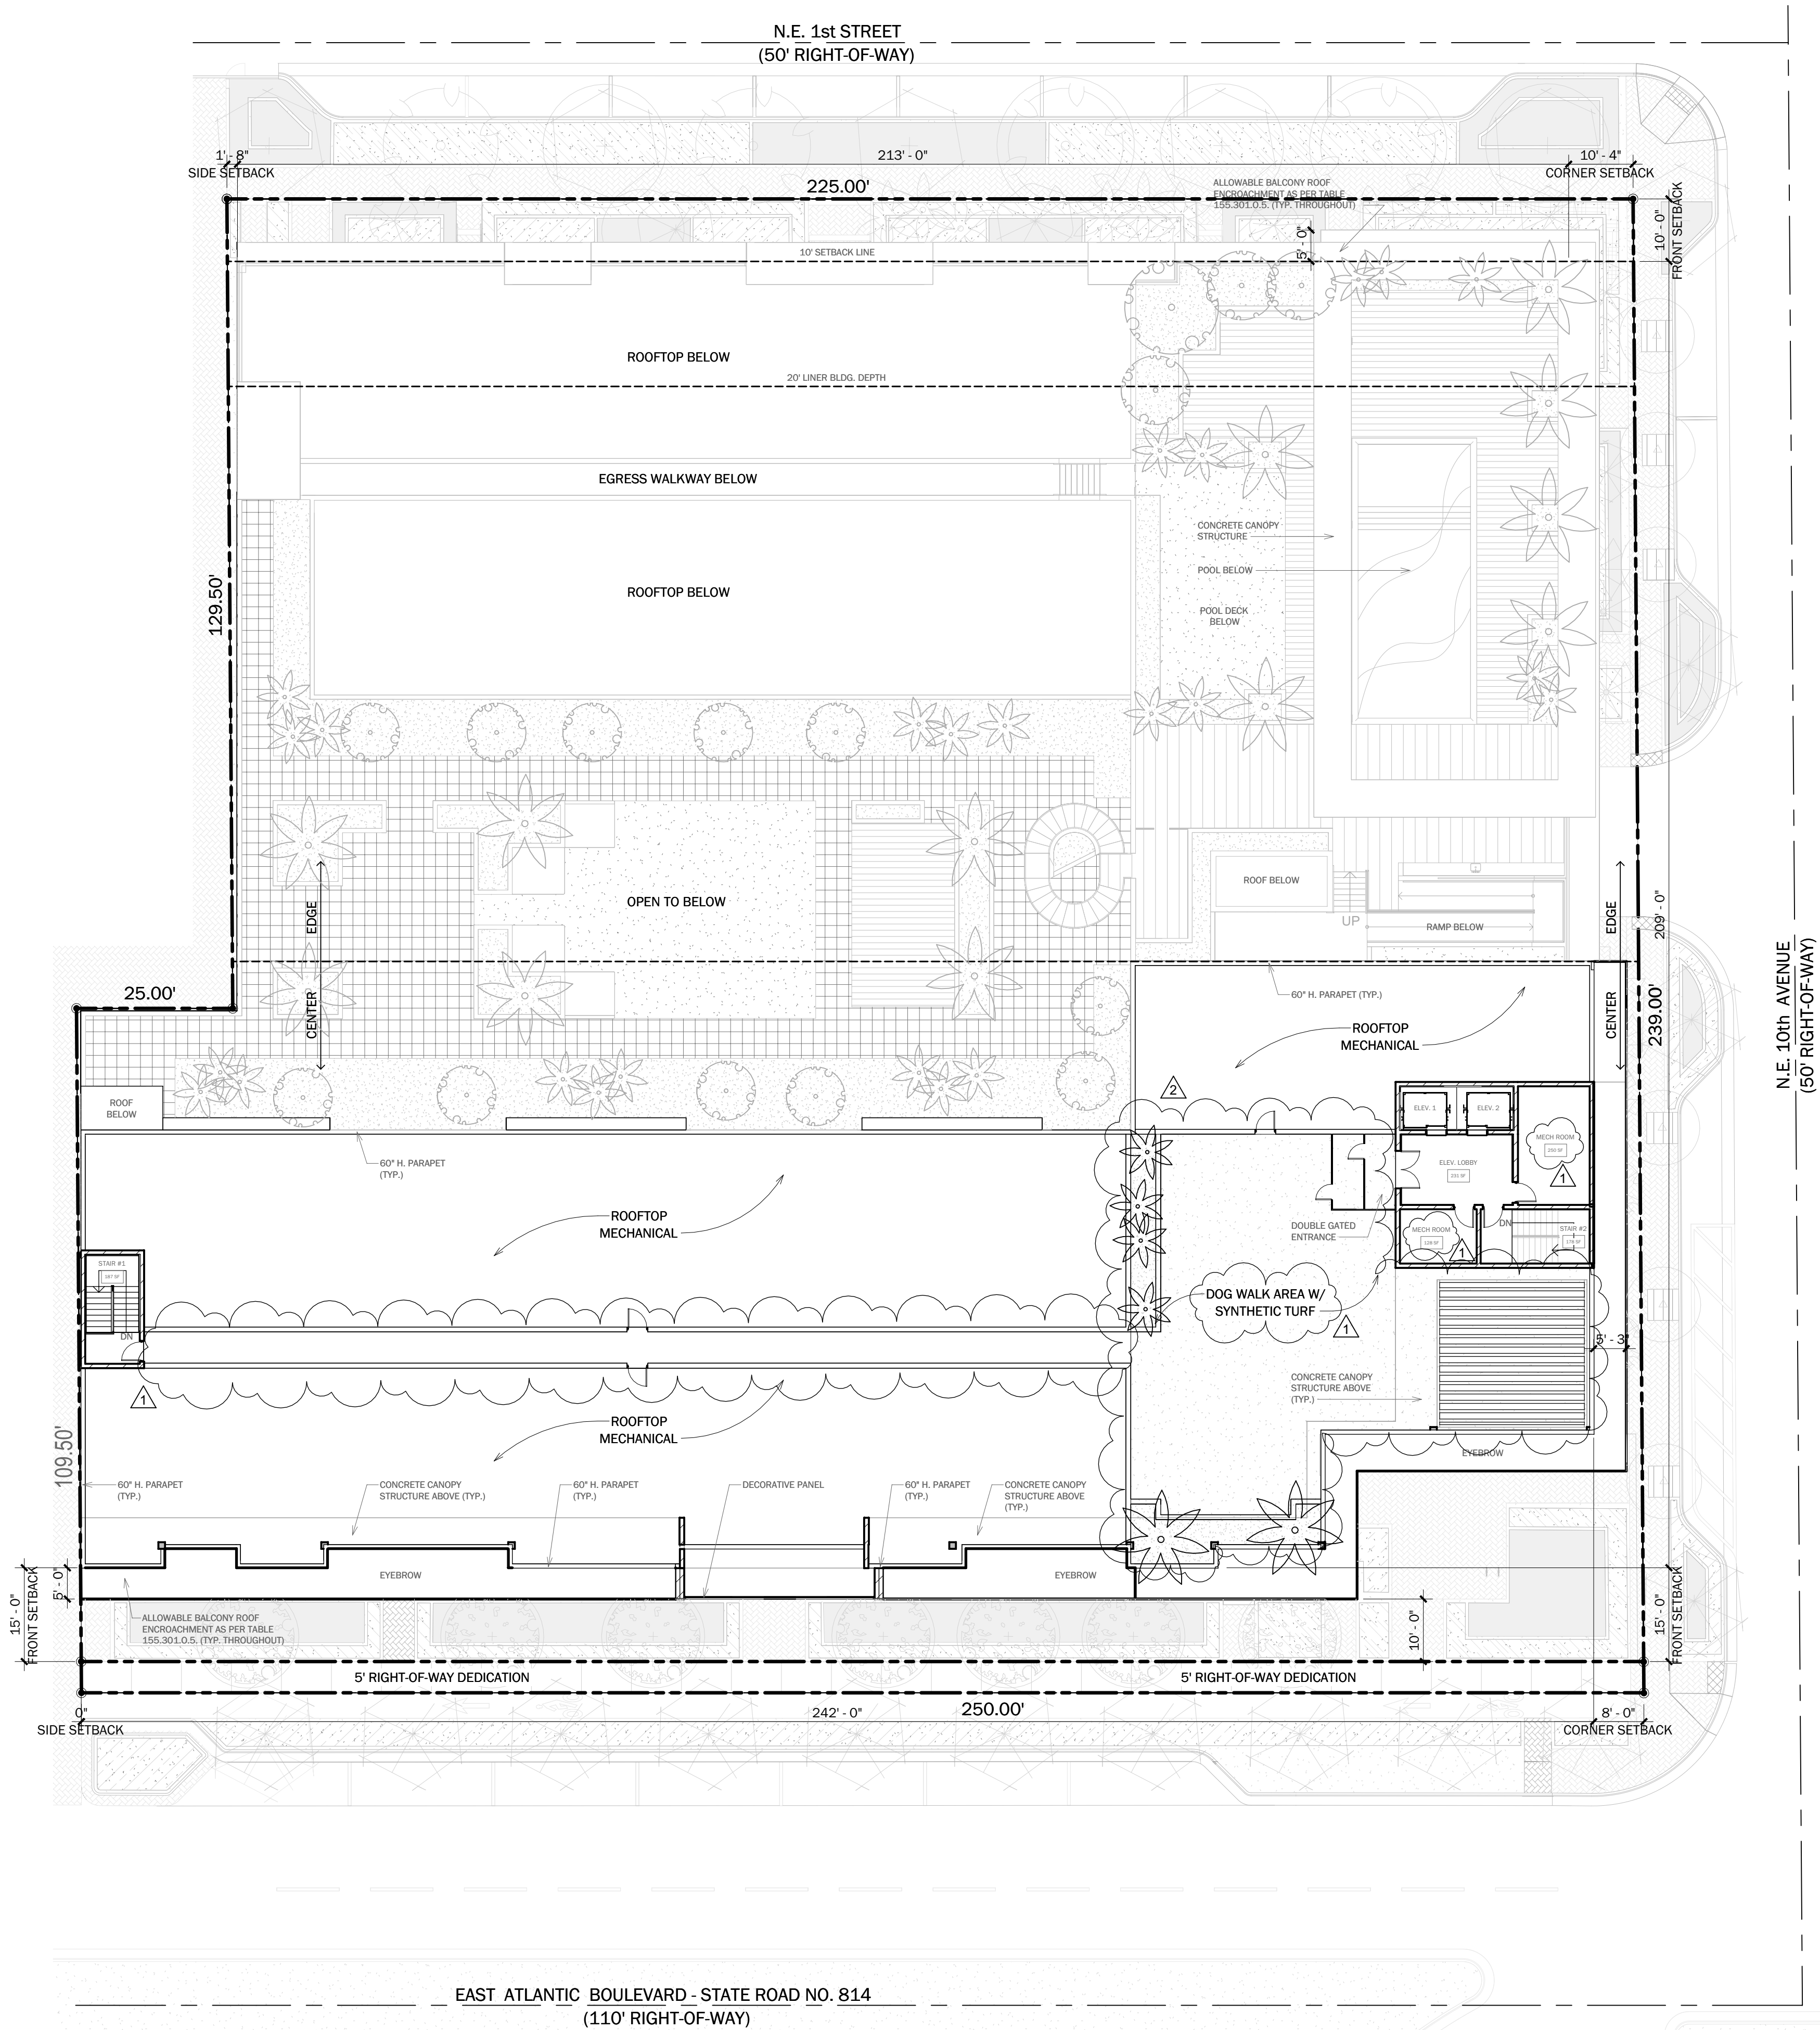 N.E. 1st STREET
(50' RIGHT-OF-WAY)
1' - 8"
SIDE SETBACK
213' - 0"
10' - 4"
CORNER SETBACK
225.00'
ALLOWABLE BALCONY ROOF
ENCROACHMENT AS PER TABLE
155.301.O.5. (TYP. THROUGHOUT)
10' - 0"
FRONT SETBACK
5' - 0"
10' SETBACK LINE
ROOFTOP BELOW
20' LINER BLDG. DEPTH
EGRESS WALKWAY BELOW
CONCRETE CANOPY
STRUCTURE
POOL BELOW
ROOFTOP BELOW
POOL DECK
BELOW
129.50'
ROOF BELOW
OPEN TO BELOW
UP
RAMP BELOW
EDGE
CENTER
EDGE
CENTER
209' - 0"
239.00'
N.E. 10th AVENUE
(50' RIGHT-OF-WAY)
25.00'
60" H. PARAPET (TYP.)
ROOFTOP
MECHANICAL
2
ROOF
BELOW
ELEV. 1
ELEV. 2
MECH ROOM
250 SF
1
60" H. PARAPET
(TYP.)
ELEV. LOBBY
231 SF
ROOFTOP
MECHANICAL
DOUBLE GATED
ENTRANCE
MECH ROOM
128 SF
1
DN
STAIR #2
178 SF
STAIR #1
187 SF
DN
DOG WALK AREA W/
SYNTHETIC TURF
1
5' - 3"
1
CONCRETE CANOPY
STRUCTURE ABOVE
(TYP.)
ROOFTOP
MECHANICAL
EYEBROW
109.50'
60" H. PARAPET
(TYP.)
CONCRETE CANOPY
STRUCTURE ABOVE (TYP.)
60" H. PARAPET
(TYP.)
DECORATIVE PANEL
60" H. PARAPET
(TYP.)
CONCRETE CANOPY
STRUCTURE ABOVE
(TYP.)
EYEBROW
EYEBROW
15' - 0"
FRONT SETBACK
5' - 0"
ALLOWABLE BALCONY ROOF
ENCROACHMENT AS PER TABLE
155.301.O.5. (TYP. THROUGHOUT)
10' - 0"
15' - 0"
FRONT SETBACK
5' RIGHT-OF-WAY DEDICATION
5' RIGHT-OF-WAY DEDICATION
0"
SIDE SETBACK
242' - 0"
250.00'
8' - 0"
CORNER SETBACK
EAST ATLANTIC BOULEVARD - STATE ROAD NO. 814
(110' RIGHT-OF-WAY)